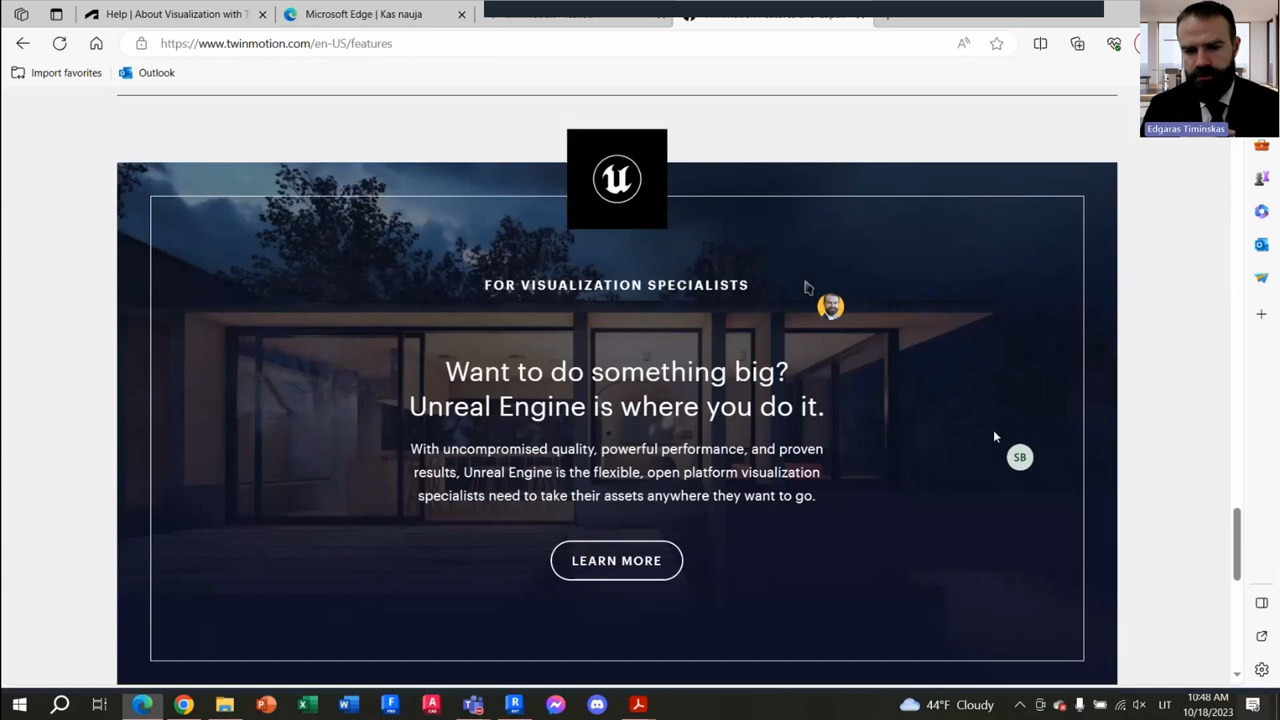 Help | About Visualization with T
Microsoft Edge | Kas nauja
https://www.twinmotion.com/en-US/features
Import favorites
Outlook
Edgaras Timinskas
FOR VISUALIZATION SPECIALISTS
Want to do something big?
Unreal Engine is where you do it.
With uncompromised quality, powerful performance, and proven
results, Unreal Engine is the flexible, open platform visualization
specialists need to take their assets anywhere they want to go.
SB
LEARN MORE
44°F Cloudy
LIT
10:48 AM
10/18/2023